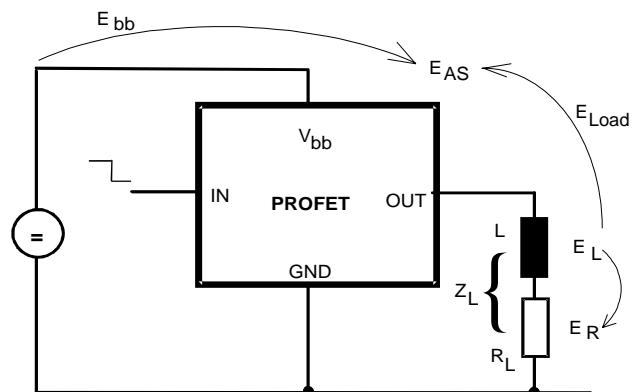 E bb
E AS
E Load
V bb
IN
PROFET
OUT
=
L
E L
GND
Z L
{
E R
R L